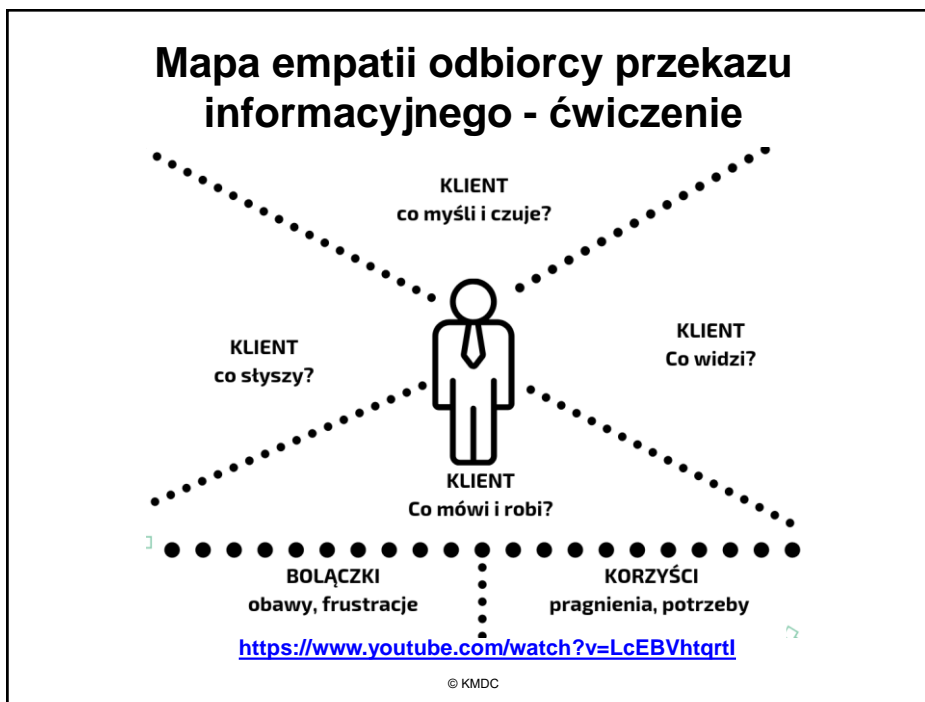 Mapa empatii odbiorcy przekazu
informacyjnego - ćwiczenie
KLIENT
co myśli i czuje?
KLIENT
co słyszy?
KLIENT
Co widzi?
KLIENT
Co mówi i robi?
BOLĄCZKI
obawy, frustracje
KORZYŚCI
pragnienia, potrzeby
https://www.youtube.com/watch?v=LcEBVhtqrtI
© KMDC